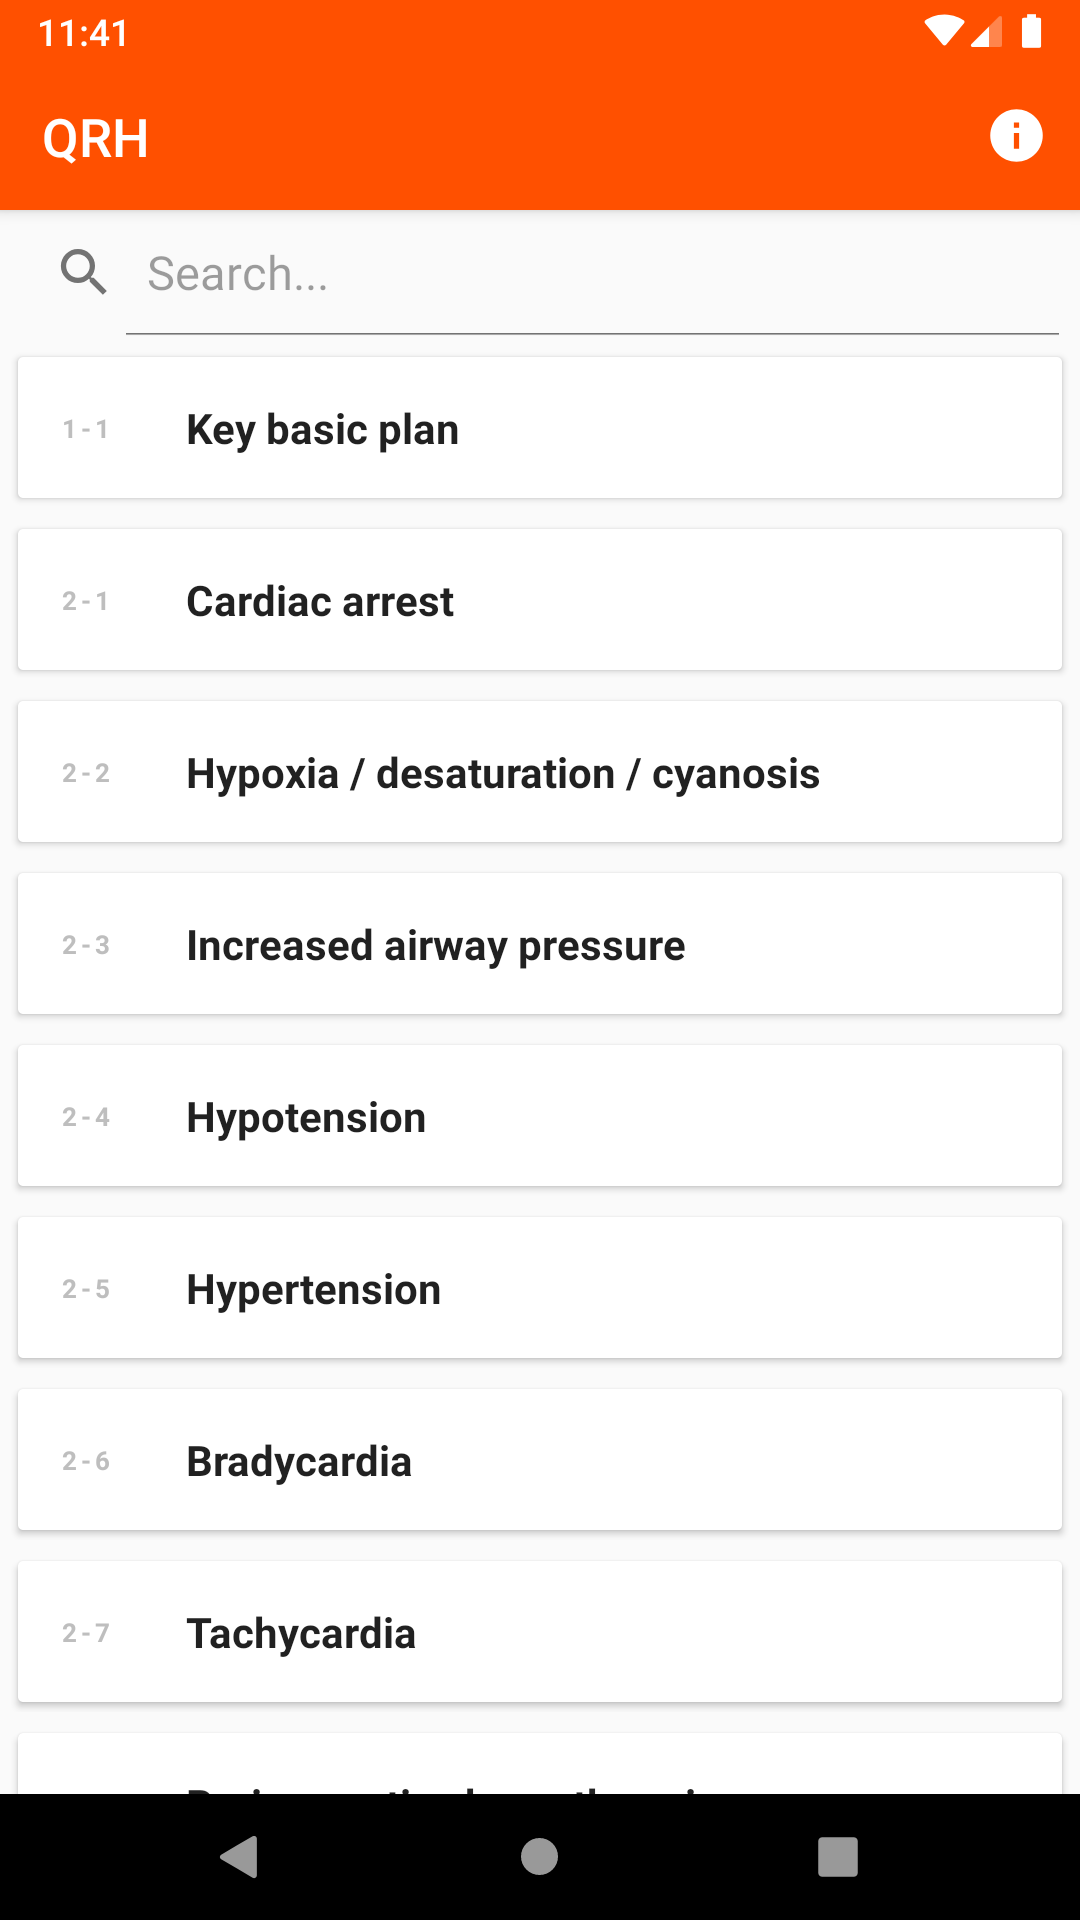 11:41
QRH
Search...
1-1 Key basic plan
2-1 Cardiac arrest
2-2 Hypoxia / desaturation / cyanosis
2-3 Increased airway pressure
2-4 Hypotension
2-5 Hypertension
2-6 Bradycardia
2-7 Tachycardia